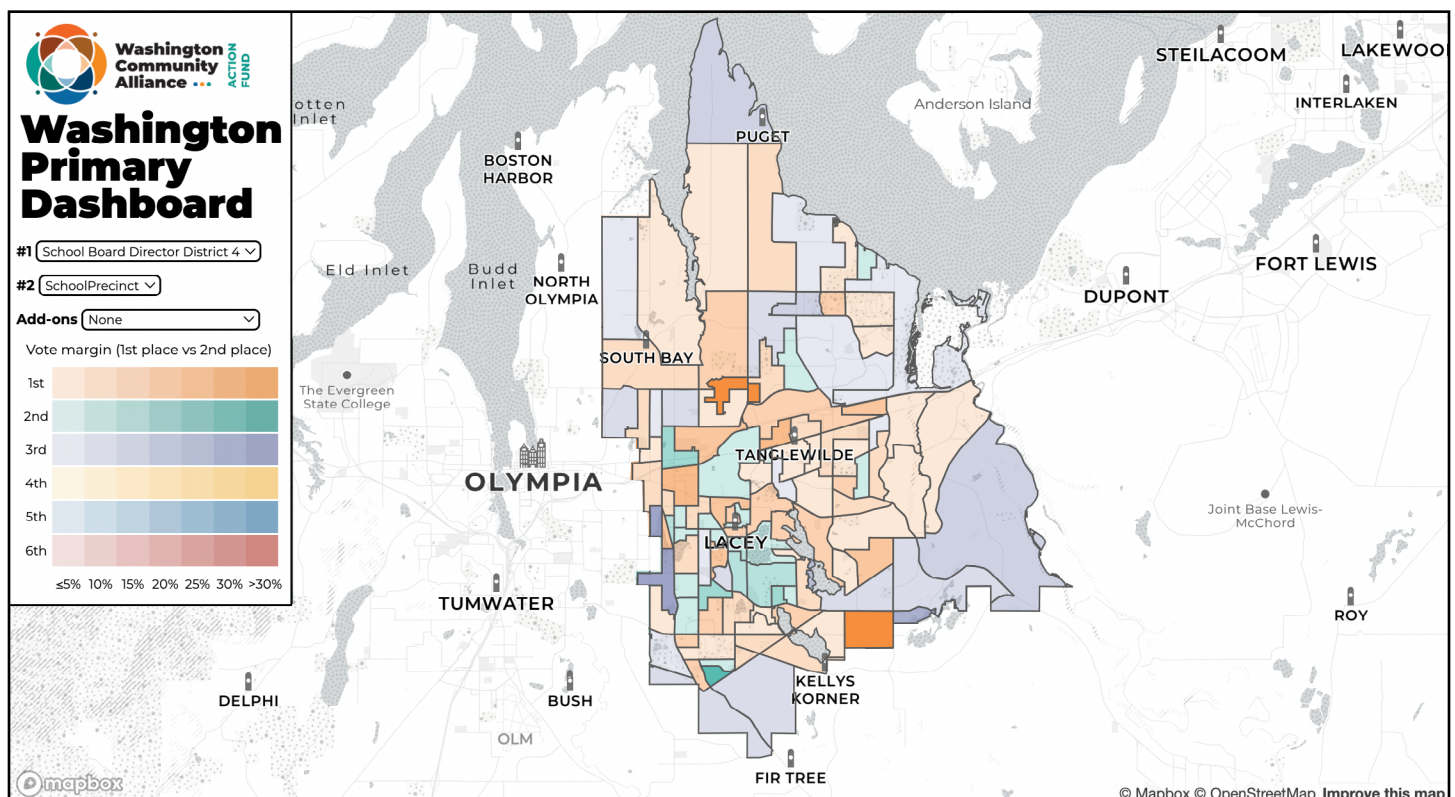 Washington
Community
Alliance
ACTION
FUND
Washington
Primary
Dashboard
#1 School Board Director District 4
#2 SchoolPrecinct
Add-ons None
Vote margin (1st place vs 2nd place)
1st
2nd
3rd
4th
5th
6th
≤5% 10% 15% 20% 25% 30% >30%
mapbox
otten
Inlet
BOSTON
HARBOR
PUGET
Anderson Island
STEILACOOM
LAKEWOO
INTERLAKEN
Eld Inlet
Budd
Inlet
NORTH
OLYMPIA
FORT LEWIS
DUPONT
SOUTH BAY
The Evergreen
State College
TANGLEWILDE
OLYMPIA
Joint Base Lewis-
McChord
LACEY
TUMWATER
ROY
DELPHI
BUSH
KELLYS
KORNER
OLM
FIR TREE
© Mapbox © OpenStreetMap Improve this map